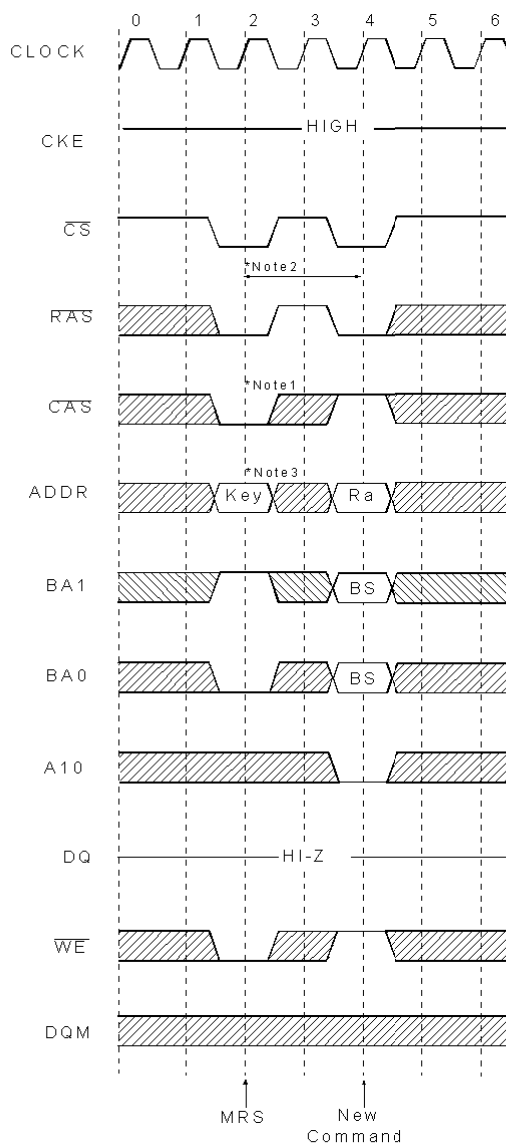 0 1 2 3 4 5 6
CLOCK
HIGH
CKE
CS
*Note2
RAS
*Note1
CAS
*Note3
ADDR Key Ra
BA1 BS
BA0 BS
A10
DQ HI-Z
WE
DQM
MRS New
Command